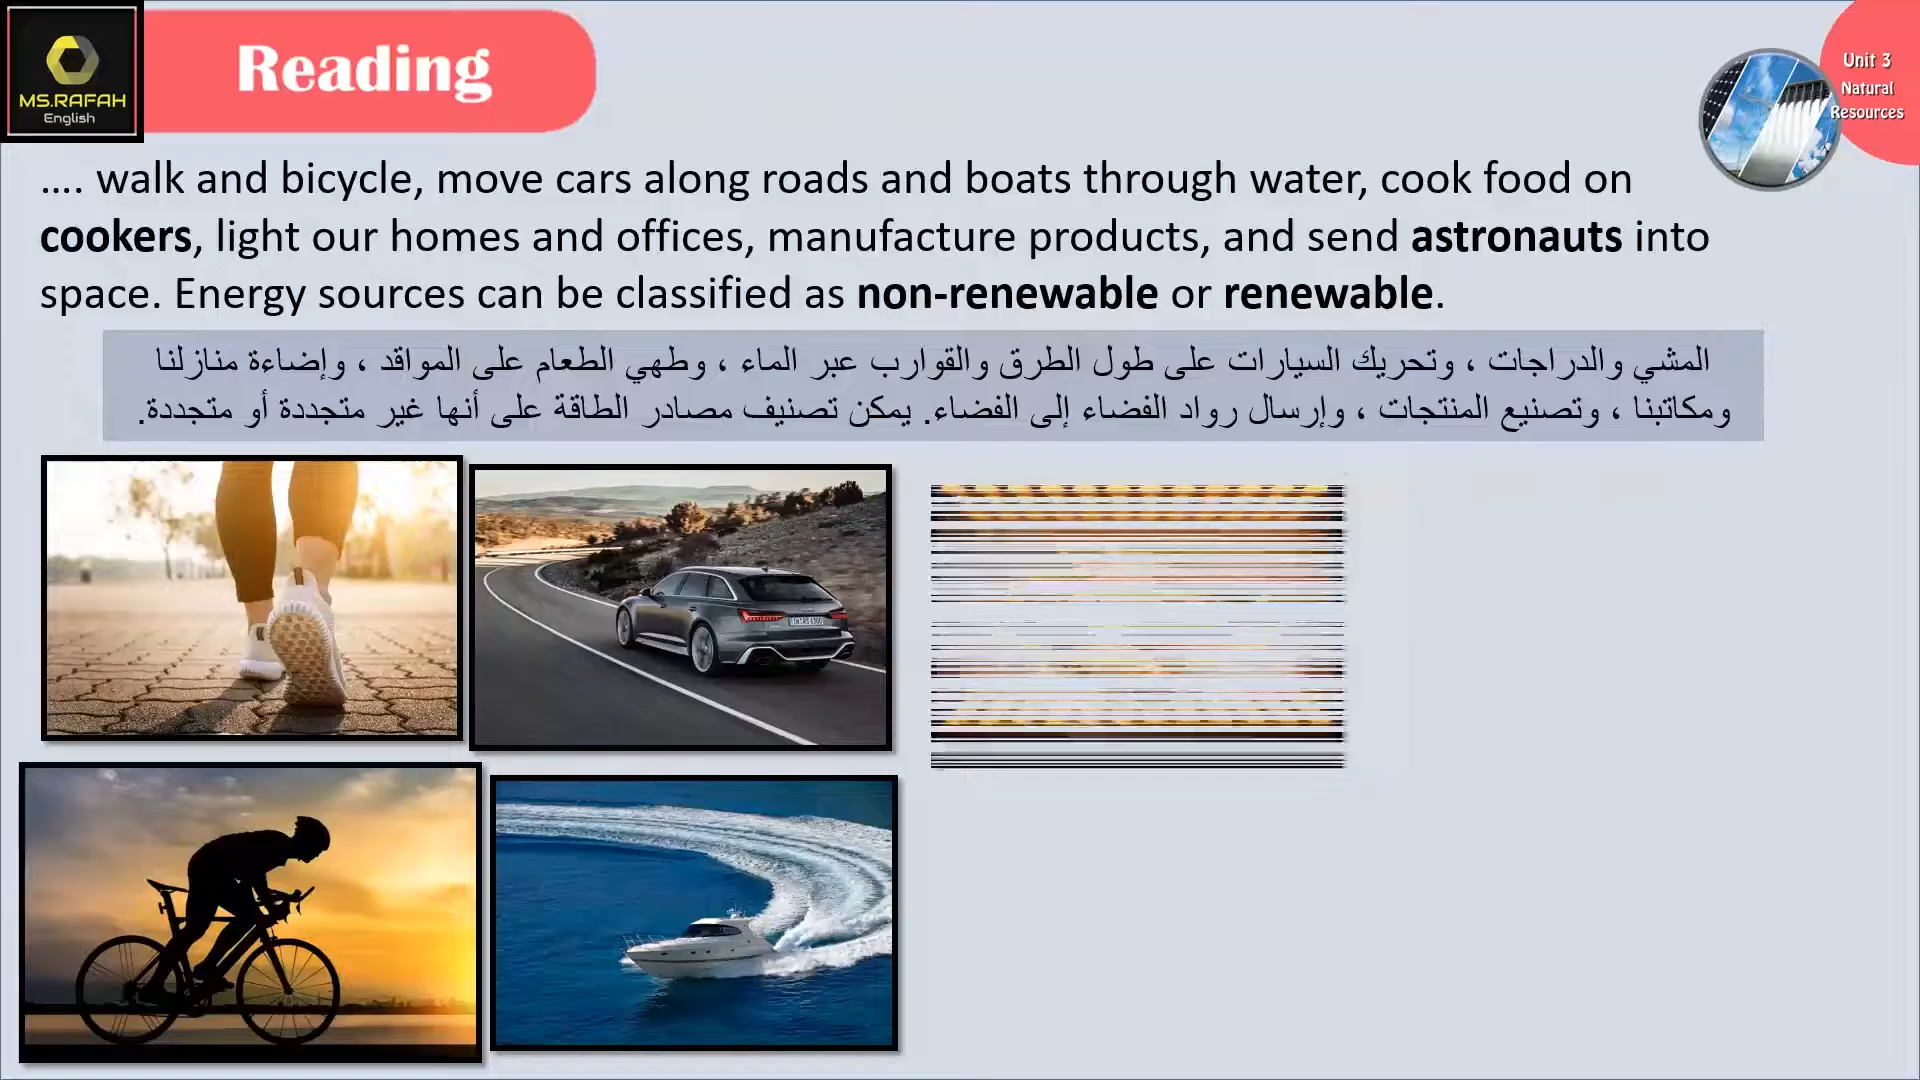 MS.RAFAH
English
Reading
Unit 3
Natural
Resources
.... walk and bicycle, move cars along roads and boats through water, cook food on
cookers, light our homes and offices, manufacture products, and send astronauts into
space. Energy sources can be classified as non-renewable or renewable.
المشي والدراجات ، وتحريك السيارات على طول الطرق والقوارب عبر الماء ، وطهي الطعام على المواقد ، وإضاءة منازلنا
ومكاتبنا ، وتصنيع المنتجات ، وإرسال رواد الفضاء إلى الفضاء. يمكن تصنيف مصادر الطاقة على أنها غير متجددة أو متجددة.